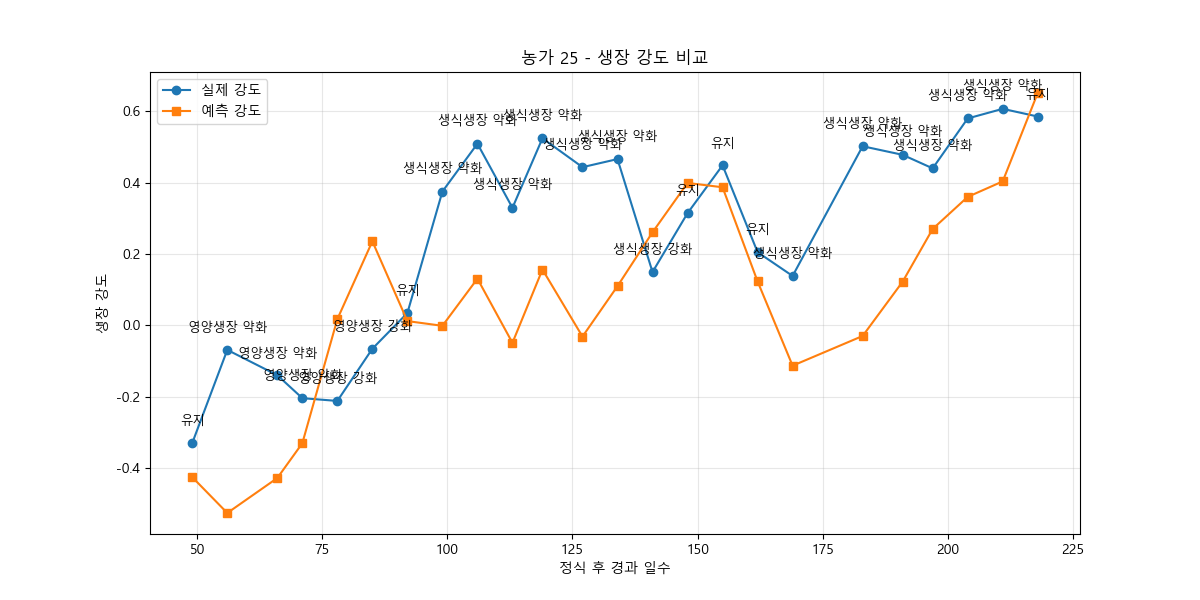 농가 25 - 생장 강도 비교
실제 강도
예측 강도
생장 강도
0.6
0.4
0.2
0.0
-0.2
-0.4
유지
영양생장 약화
영양생장 약화
영양생장 약화
영양생장 강화
영양생장 강화
유지
생식생장 약화
생식생장 약화
생식생장 약화
생식생장 약화
생식생장 약화
생식생장 약화
생식생장 강화
유지
유지
유지
생식생장 약화
생식생장 약화
생식생장 약화
생식생장 약화
생식생장 약화
생식생장 약화
유지
50
75
100
125
150
175
200
225
정식 후 경과 일수